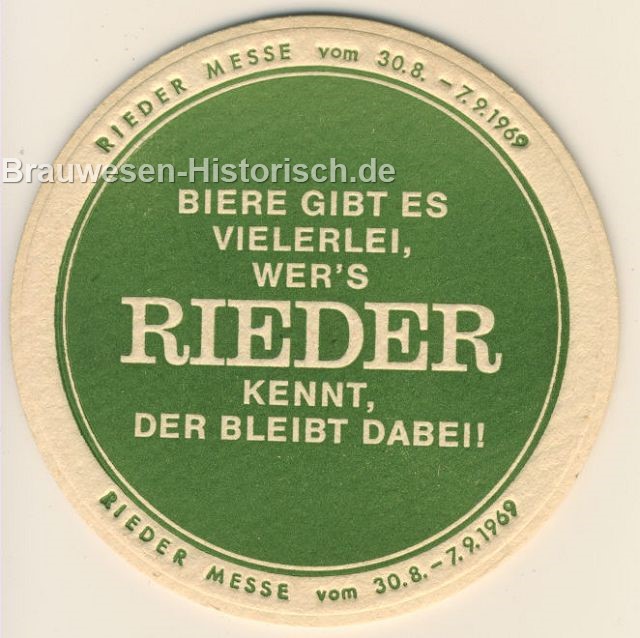 RIEDER MESSE vom 30.8. – 7.9.1969
Brauwesen-Historisch.de
BIERE GIBT ES
VIELERLEI,
WER'S
RIEDER
KENNT,
DER BLEIBT DABEI!
RIEDER MESSE vom 30.8. – 7.9.1969